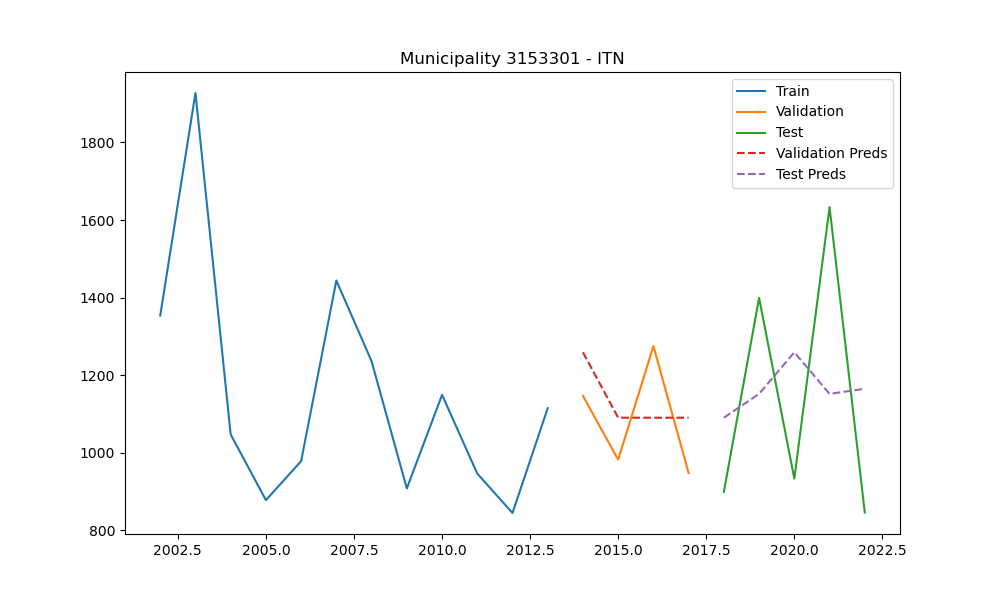 Municipality 3153301 - ITN
Train
Validation
Test
Validation Preds
Test Preds
1800
1600
1400
1200
1000
800
2002.5 2005.0 2007.5 2010.0 2012.5 2015.0 2017.5 2020.0 2022.5